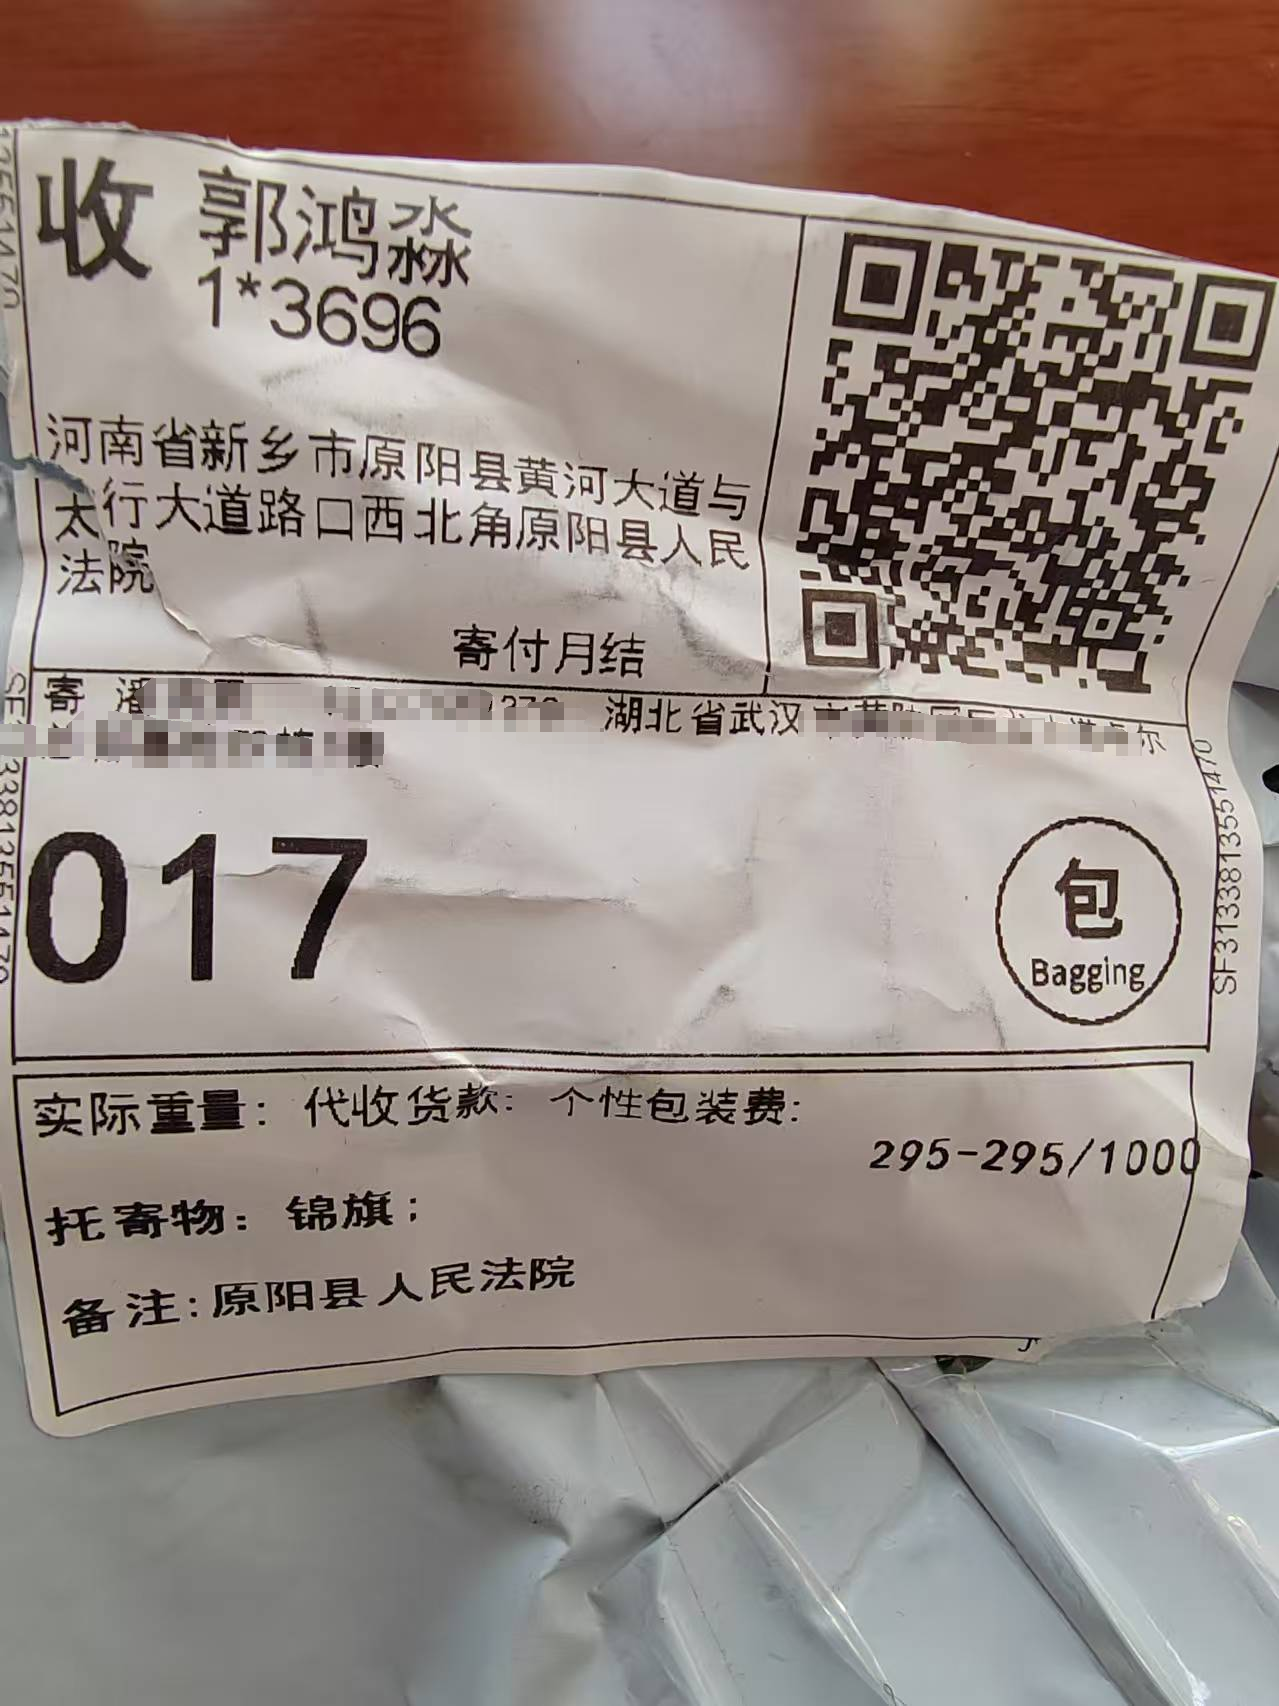 收 郭鸿淼
1*3696
河南省新乡市原阳县黄河大道与
太行大道路口西北角原阳县人民
法院
寄付月结
寄 潘 湖北省武汉
017
包
Bagging
SF3133813551470
实际重量： 代收货款： 个性包装费：
295-295/1000
托寄物： 锦旗；
备注：原阳县人民法院